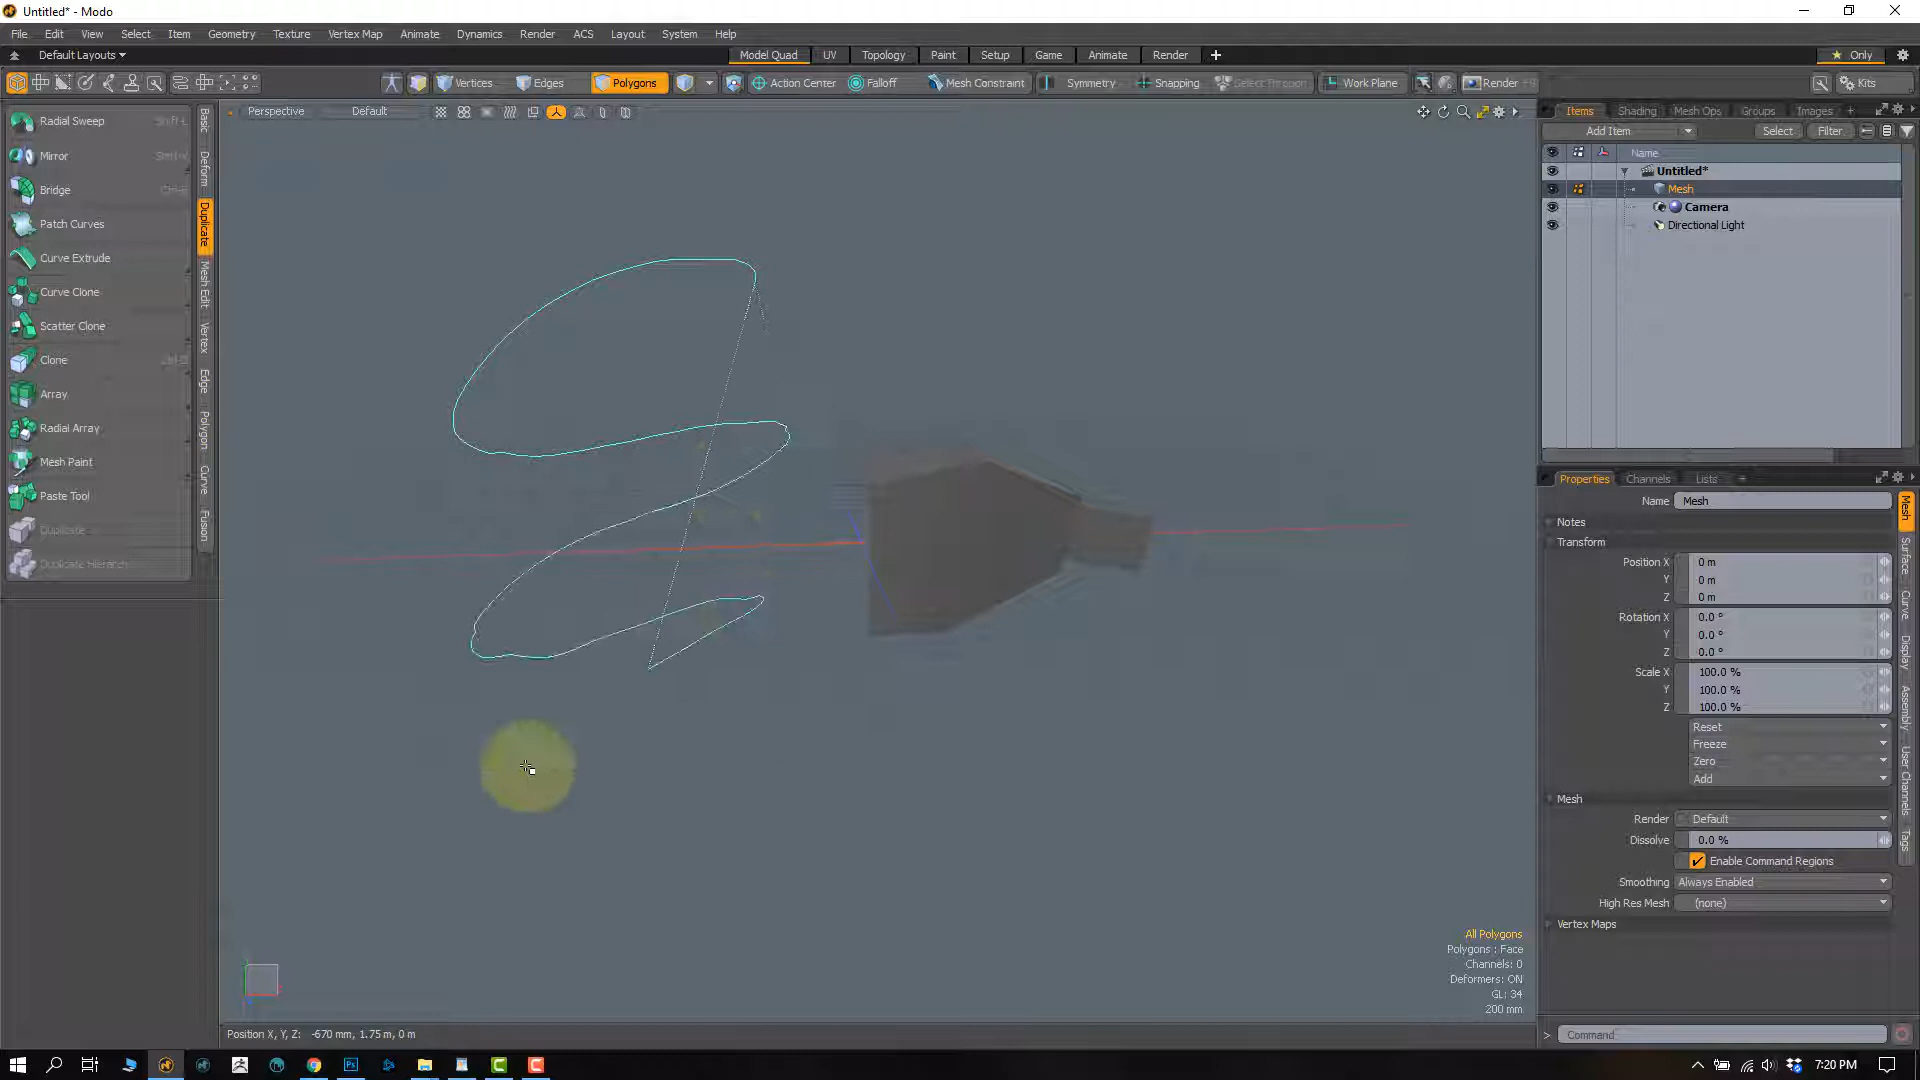 Untitled* - Modo
File Edit View Select Item Geometry Texture Vertex Map Animate Dynamics Render ACS Layout System Help
Default Layouts
Model Quad UV Topology Paint Setup Game Animate Render
Only
Vertices Edges Polygons Action Center Falloff Mesh Constraint Symmetry Snapping Select Through Work Plane Render Kits
Perspective Default
Radial Sweep Shift-L
Mirror Shift-V
Bridge
Patch Curves
Curve Extrude
Curve Clone
Scatter Clone
Clone
Array
Radial Array
Mesh Paint
Paste Tool
Duplicate
Duplicate Hierarch
Basic
Deform
Duplicate
Mesh Edit
Vertex
Edge
Polygon
Curve
Fusion
Items Shading Mesh Ops Groups Images
Add Item Select Filter
Name
Untitled*
Mesh
Camera
Directional Light
Properties Channels Lists
Name Mesh
Notes
Transform
Position X 0 m
Y 0 m
Z 0 m
Rotation X 0.0 °
Y 0.0 °
Z 0.0 °
Scale X 100.0 %
Y 100.0 %
Z 100.0 %
Reset
Freeze
Zero
Add
Mesh
Render Default
Dissolve 0.0 %
Enable Command Regions
Smoothing Always Enabled
High Res Mesh (none)
Vertex Maps
Mesh
Surface
Curve
Display
Assembly
User Channels
Tags
All Polygons
Polygons : Face
Channels: 0
Deformers: ON
GL: 34
200 mm
Position X, Y, Z: -670 mm, 1.75 m, 0 m
Command
7:20 PM